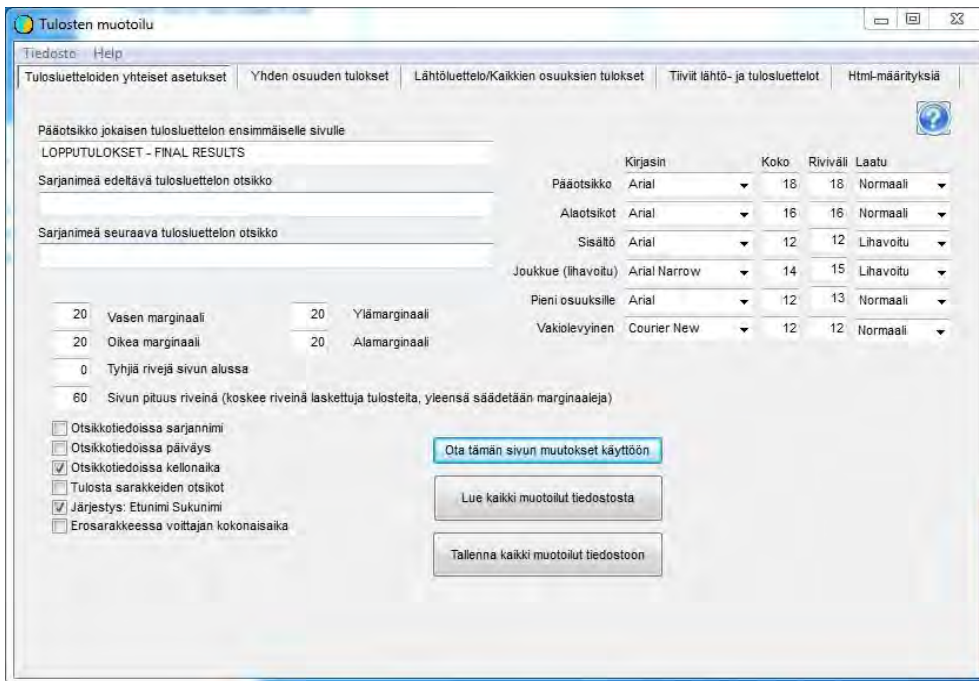 Tulosten muotoilu
Tiedosto Help
Tulosluetteloiden yhteiset asetukset Yhden osuuden tulokset Lähtöluettelo/Kaikkien osuuksien tulokset Tiiviit lähtö- ja tulosluettelot Html-määrityksiä
Pääotsikko jokaisen tulosluettelon ensimmäiselle sivulle
LOPPUTULOKSET - FINAL RESULTS
Sarjanimeä edeltävä tulosluettelon otsikko
Sarjanimeä seuraava tulosluettelon otsikko
Kirjasin Koko Riviväli Laatu
Pääotsikko Arial 18 18 Normaali
Alaotsikot Arial 16 16 Normaali
Sisältö Arial 12 12 Lihavoitu
Joukkue (lihavoitu) Arial Narrow 14 15 Lihavoitu
Pieni osuuksille Arial 12 13 Normaali
Vakiolevyinen Courier New 12 12 Normaali
20 Vasen marginaali 20 Ylämarginaali
20 Oikea marginaali 20 Alamarginaali
0 Tyhjiä rivejä sivun alussa
60 Sivun pituus riveinä (koskee riveinä laskettuja tulosteita, yleensä säädetään marginaaleja)
Otsikkotiedoissa sarjannimi
Otsikkotiedoissa päiväys
Otsikkotiedoissa kellonaika
Tulosta sarakkeiden otsikot
Järjestys: Etunimi Sukunimi
Erosarakkeessa voittajan kokonaisaika
Ota tämän sivun muutokset käyttöön
Lue kaikki muotoilut tiedostosta
Tallenna kaikki muotoilut tiedostoon